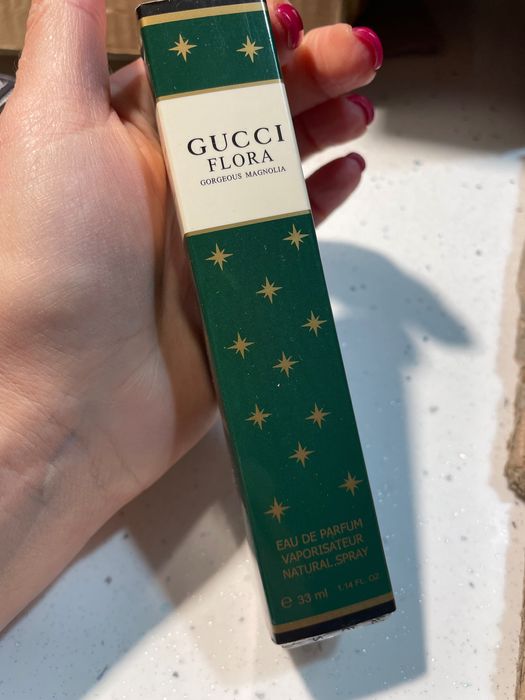 GUCCI
FLORA
GORGEOUS MAGNOLIA
EAU DE PARFUM
VAPORISATEUR
NATURAL.SPRAY
℮ 33 ml 1.14 FL. OZ